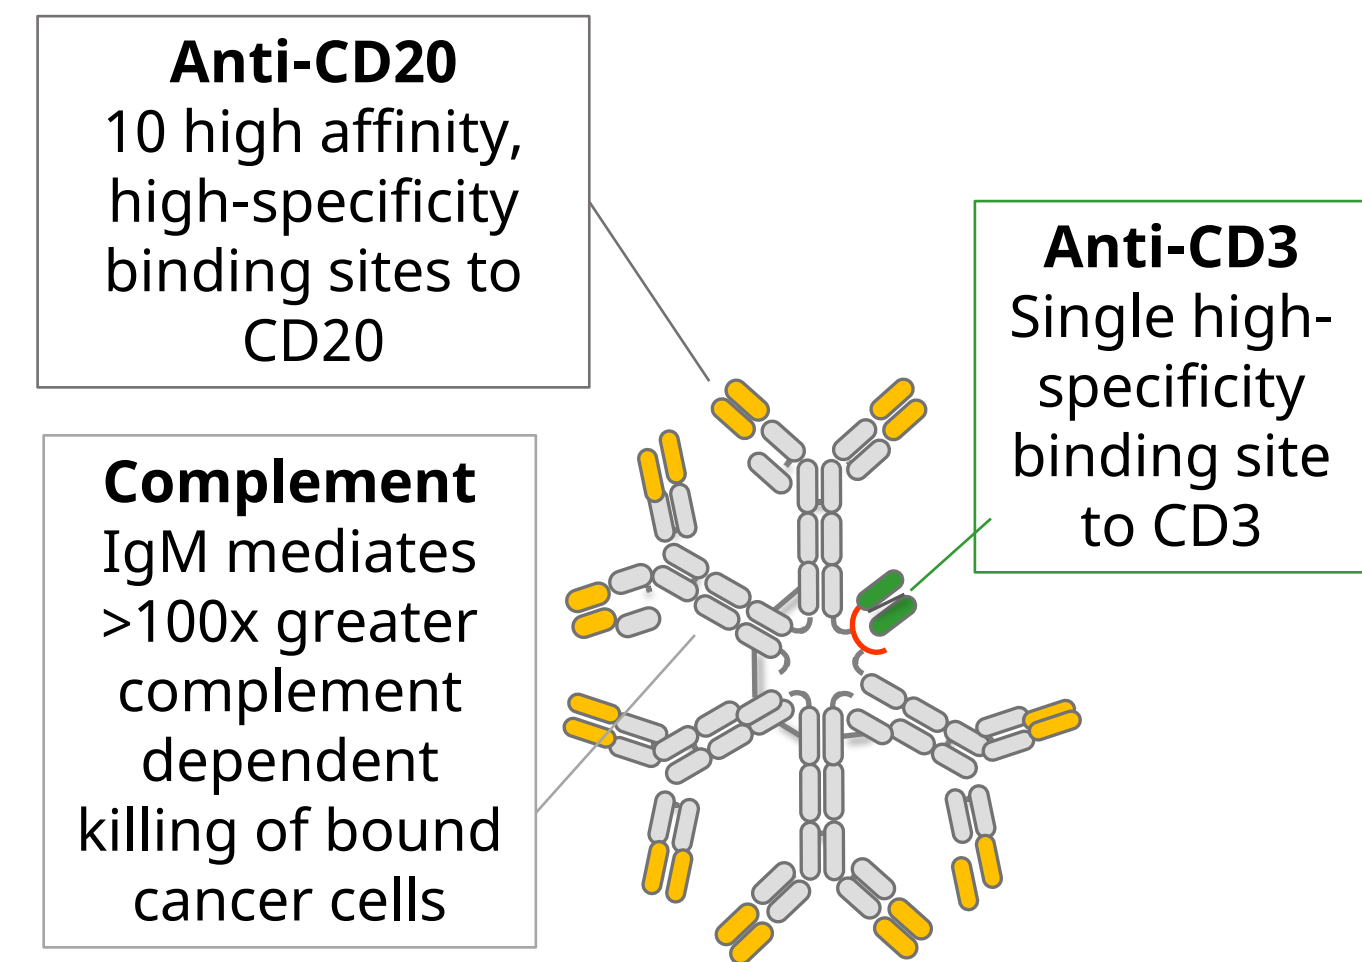 Anti-CD20
10 high affinity,
high-specificity
binding sites to
CD20
Anti-CD3
Single high-
specificity
binding site
to CD3
Complement
IgM mediates
>100x greater
complement
dependent
killing of bound
cancer cells